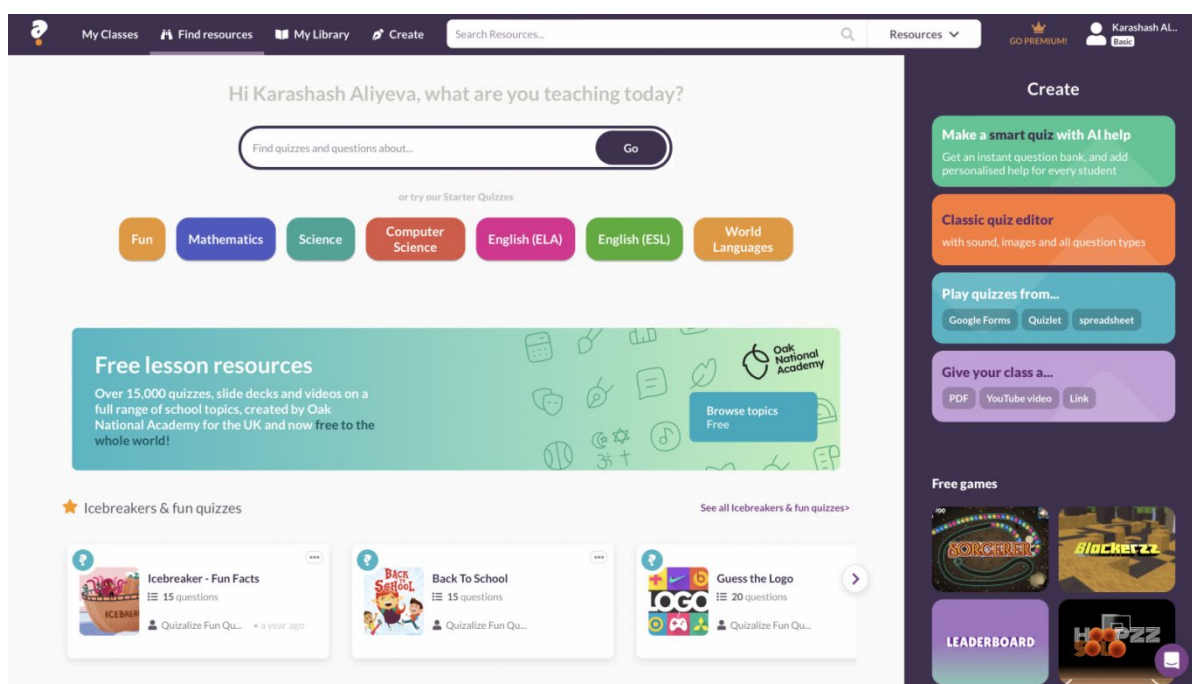 My Classes
Find resources
My Library
Create
Search Resources...
Resources
GO PREMIUM!
Karashash Al...
Basic
Hi Karashash Aliyeva, what are you teaching today?
Find quizzes and questions about...
Go
or try our Starter Quizzes
Fun
Mathematics
Science
Computer
Science
English (ELA)
English (ESL)
World
Languages
Free lesson resources
Over 15,000 quizzes, slide decks and videos on a
full range of school topics, created by Oak
National Academy for the UK and now free to the
whole world!
Oak
National
Academy
Browse topics
Free
Icebreakers & fun quizzes
See all Icebreakers & fun quizzes>
ICEBREA
Icebreaker - Fun Facts
15 questions
Quizalize Fun Qu...
• a year ago
BACK
To
SCHOOL
Back To School
15 questions
Quizalize Fun Qu...
LOGO
Guess the Logo
20 questions
Quizalize Fun Qu...
Create
Make a smart quiz with AI help
Get an instant question bank, and add
personalised help for every student
Classic quiz editor
with sound, images and all question types
Play quizzes from...
Google Forms
Quizlet
spreadsheet
Give your class a...
PDF
YouTube video
Link
Free games
SORCERER
Blockerzz
LEADERBOARD
HOOPZZ
SOLO